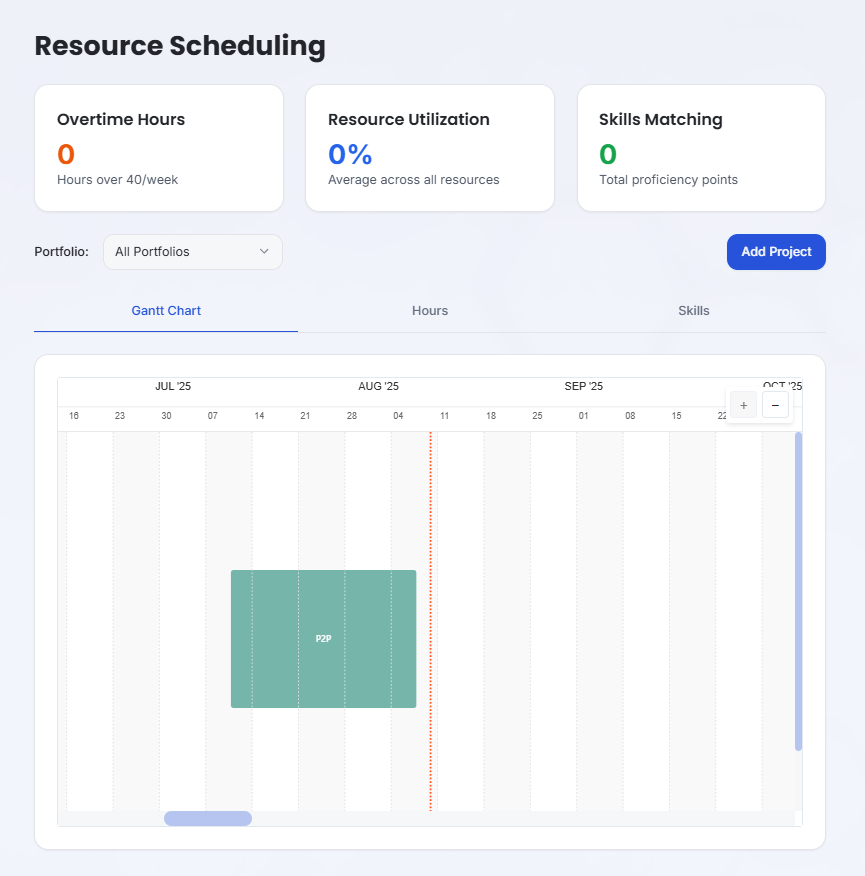 Resource Scheduling
Overtime Hours
0
Hours over 40/week
Resource Utilization
0%
Average across all resources
Skills Matching
0
Total proficiency points
Portfolio:
All Portfolios
Add Project
Gantt Chart
Hours
Skills
JUL '25 AUG '25 SEP '25 OCT '25
16 23 30 07 14 21 28 04 11 18 25 01 08 15 22
+ −
P2P